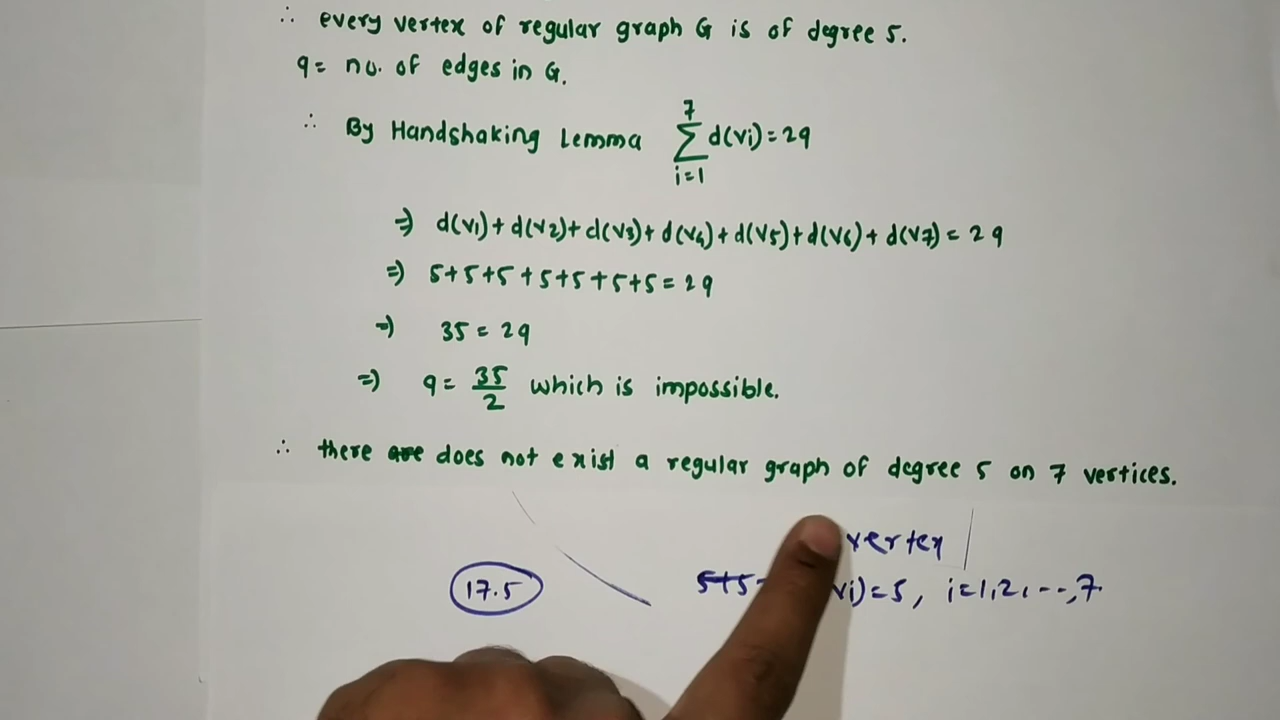 ∴ every vertex of regular graph G is of degree 5.
q = no. of edges in G.
∴ By Handshaking Lemma ∑_{i=1}^{7} d(vi) = 2q
⇒ d(v1) + d(v2) + d(v3) + d(v4) + d(v5) + d(v6) + d(v7) = 2q
⇒ 5+5+5+5+5+5+5 = 2q
⇒ 35 = 2q
⇒ q = 35/2 which is impossible.
∴ there are does not exist a regular graph of degree 5 on 7 vertices.
vertex
17.5 5+5 vi) = 5, i=1,2,--,7